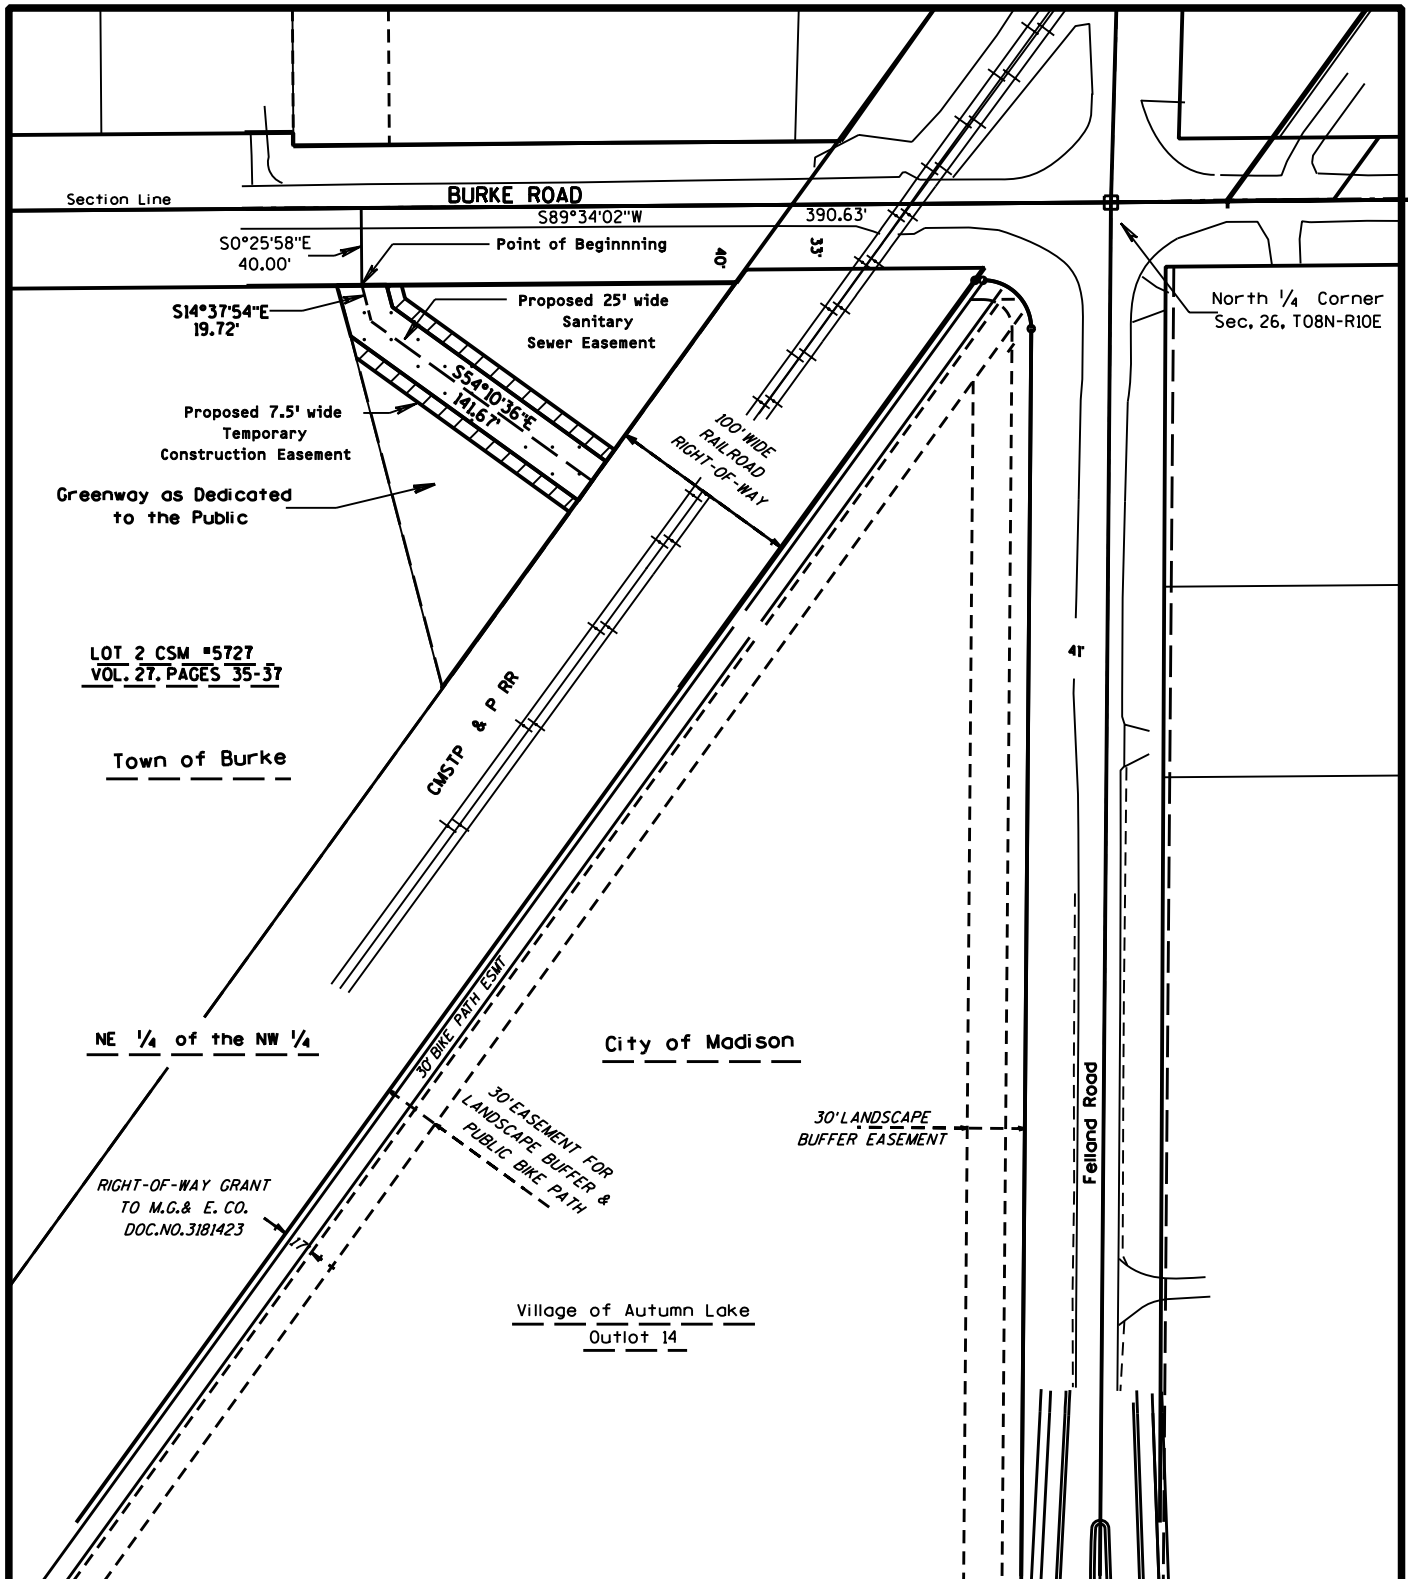 Section Line
BURKE ROAD
S89°34'02"W
390.63'
S0°25'58"E
40.00'
Point of Beginnning
40'
33'
S14°37'54"E
19.72'
Proposed 25' wide
Sanitary
Sewer Easement
North 1/4 Corner
Sec. 26, T08N-R10E
S54°10'36"E
141.67'
Proposed 7.5' wide
Temporary
Construction Easement
100' WIDE
RAILROAD
RIGHT-OF-WAY
Greenway as Dedicated
to the Public
LOT 2 CSM #5727
VOL. 27. PAGES 35-37
41'
CMSTP & P RR
Town of Burke
30' BIKE PATH ESMT
NE 1/4 of the NW 1/4
City of Madison
30' EASEMENT FOR
LANDSCAPE BUFFER &
PUBLIC BIKE PATH
30' LANDSCAPE
BUFFER EASEMENT
Felland Road
RIGHT-OF-WAY GRANT
TO M.G.& E. CO.
DOC.NO.3181423
17'
Village of Autumn Lake
Outlot 14